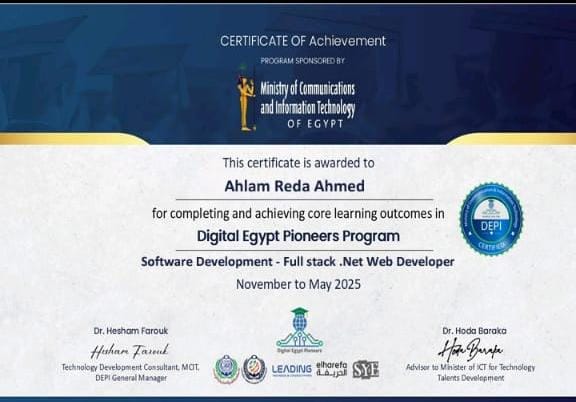 CERTIFICATE OF Achievement
PROGRAM SPONSORED BY
Ministry of Communications
and Information Technology
OF EGYPT
This certificate is awarded to
Ahlam Reda Ahmed
for completing and achieving core learning outcomes in
Digital Egypt Pioneers Program
Software Development - Full stack .Net Web Developer
November to May 2025
DEPI
CERTIFIED
Dr. Hesham Farouk
Hesham Farouk
Technology Development Consultant, MCIT,
DEPI General Manager
Digital Egypt Pioneers
LEADING
elharefa
الحريفة
SYE
Dr. Hoda Baraka
Hoda Baraka
Advisor to Minister of ICT for Technology
Talents Development